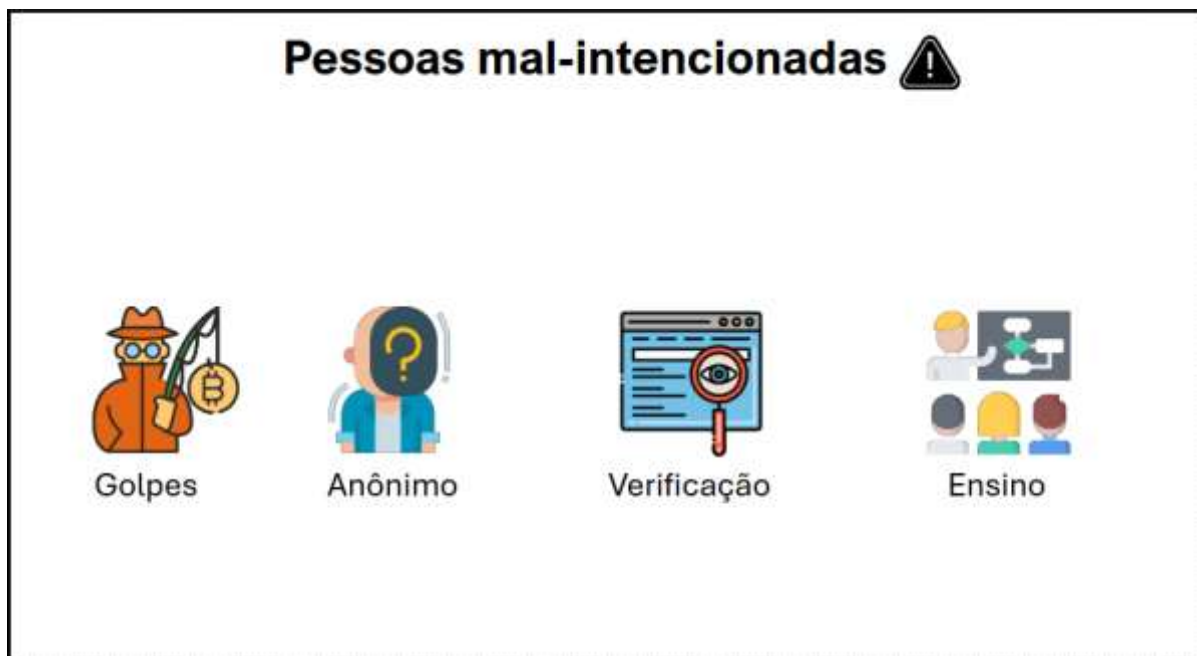 Pessoas mal-intencionadas
Golpes
Anônimo
Verificação
Ensino